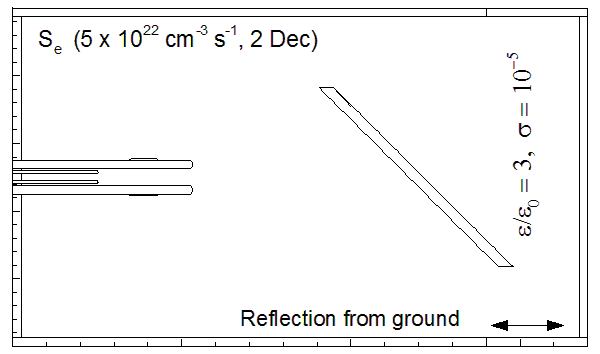 Sₑ (5 x 10²² cm⁻³ s⁻¹, 2 Dec)
ε/ε₀ = 3, σ = 10⁻⁵
Reflection from ground